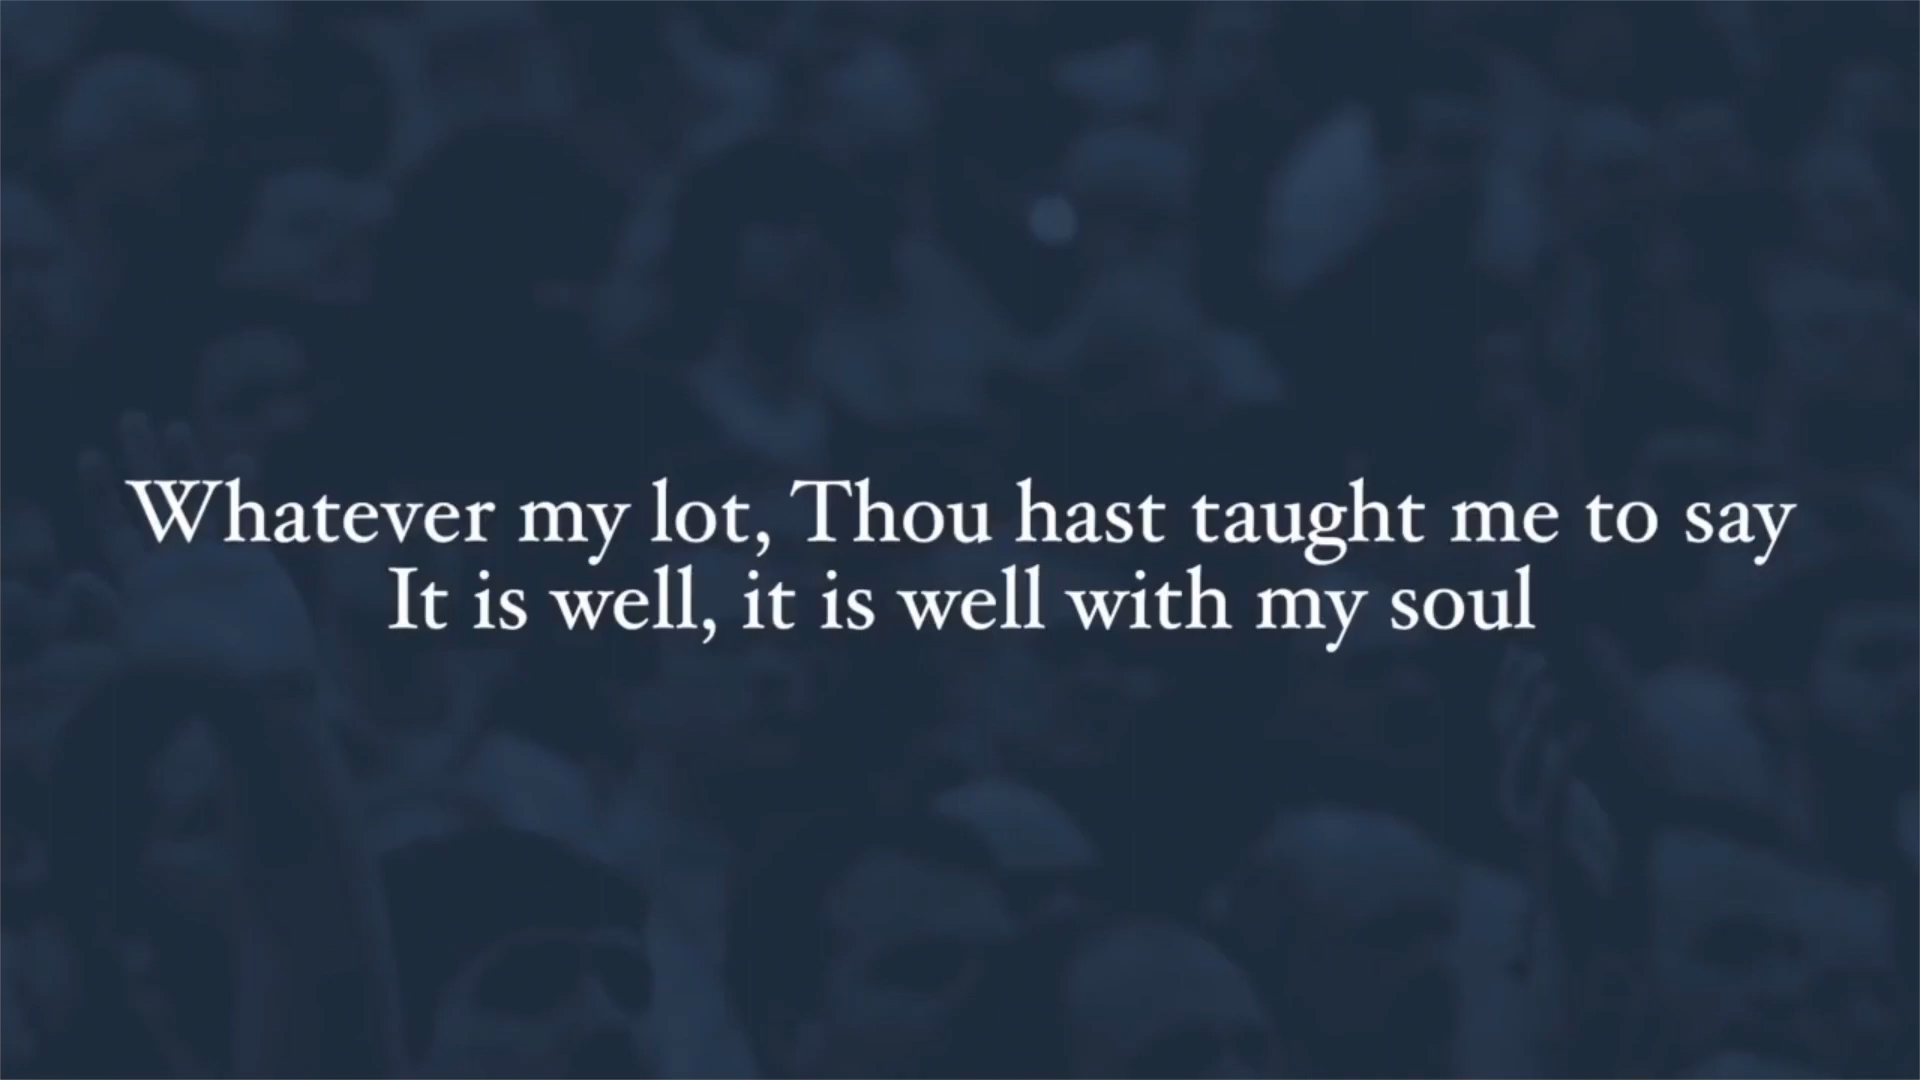 Whatever my lot, Thou hast taught me to say
It is well, it is well with my soul